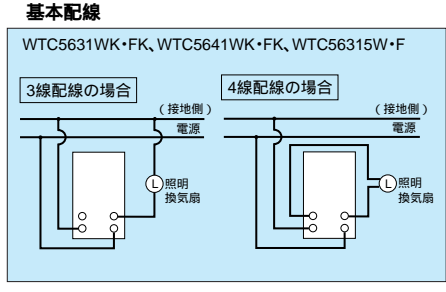 基本配線
WTC5631WK・FK、WTC5641WK・FK、WTC56315W・F
3線配線の場合
(接地側)
電源
L
照明
換気扇
4線配線の場合
(接地側)
電源
L
照明
換気扇